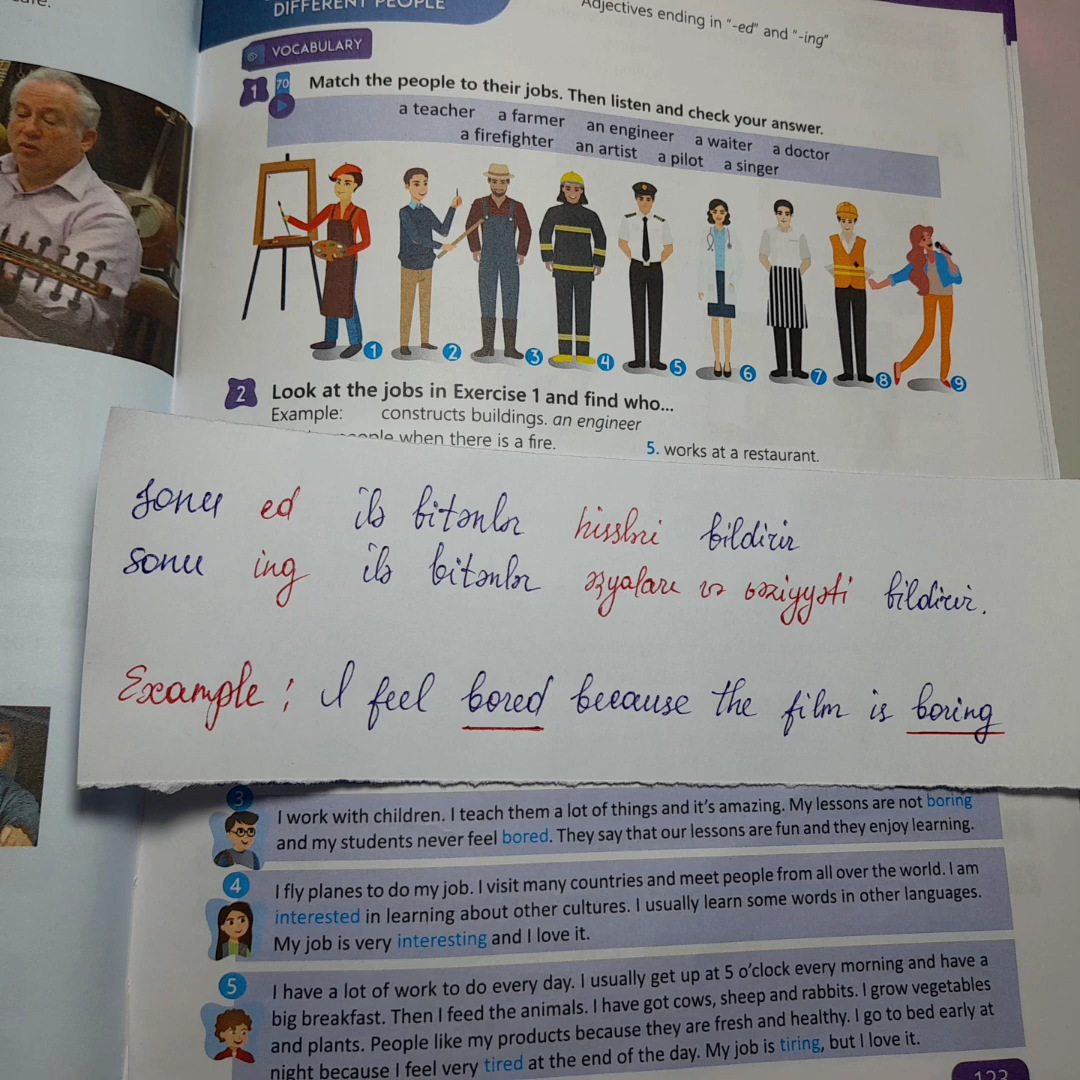 DIFFERENT PEOPLE
Adjectives ending in "-ed" and "-ing"
VOCABULARY
1 70 Match the people to their jobs. Then listen and check your answer.
a teacher a farmer an engineer a waiter a doctor
a firefighter an artist a pilot a singer
1 2 3 4 5 6 7 8 9
2 Look at the jobs in Exercise 1 and find who...
Example: constructs buildings. an engineer
when there is a fire.
5. works at a restaurant.
sonu ed ilə bitənlər hissləri bildirir
sonu ing ilə bitənlər əşyaları və vəziyyəti bildirir.
Example: I feel bored because the film is boring
3
I work with children. I teach them a lot of things and it's amazing. My lessons are not boring
and my students never feel bored. They say that our lessons are fun and they enjoy learning.
4
I fly planes to do my job. I visit many countries and meet people from all over the world. I am
interested in learning about other cultures. I usually learn some words in other languages.
My job is very interesting and I love it.
5
I have a lot of work to do every day. I usually get up at 5 o'clock every morning and have a
big breakfast. Then I feed the animals. I have got cows, sheep and rabbits. I grow vegetables
and plants. People like my products because they are fresh and healthy. I go to bed early at
night because I feel very tired at the end of the day. My job is tiring, but I love it.
123